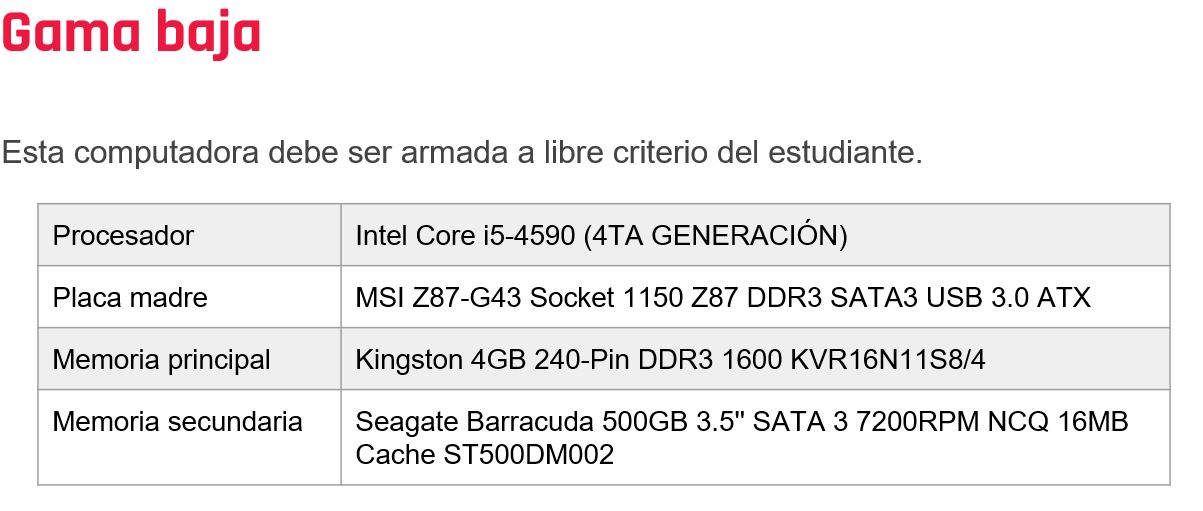 Gama baja
Esta computadora debe ser armada a libre criterio del estudiante.
Procesador
Intel Core i5-4590 (4TA GENERACIÓN)
Placa madre
MSI Z87-G43 Socket 1150 Z87 DDR3 SATA3 USB 3.0 ATX
Memoria principal
Kingston 4GB 240-Pin DDR3 1600 KVR16N11S8/4
Memoria secundaria
Seagate Barracuda 500GB 3.5" SATA 3 7200RPM NCQ 16MB
Cache ST500DM002